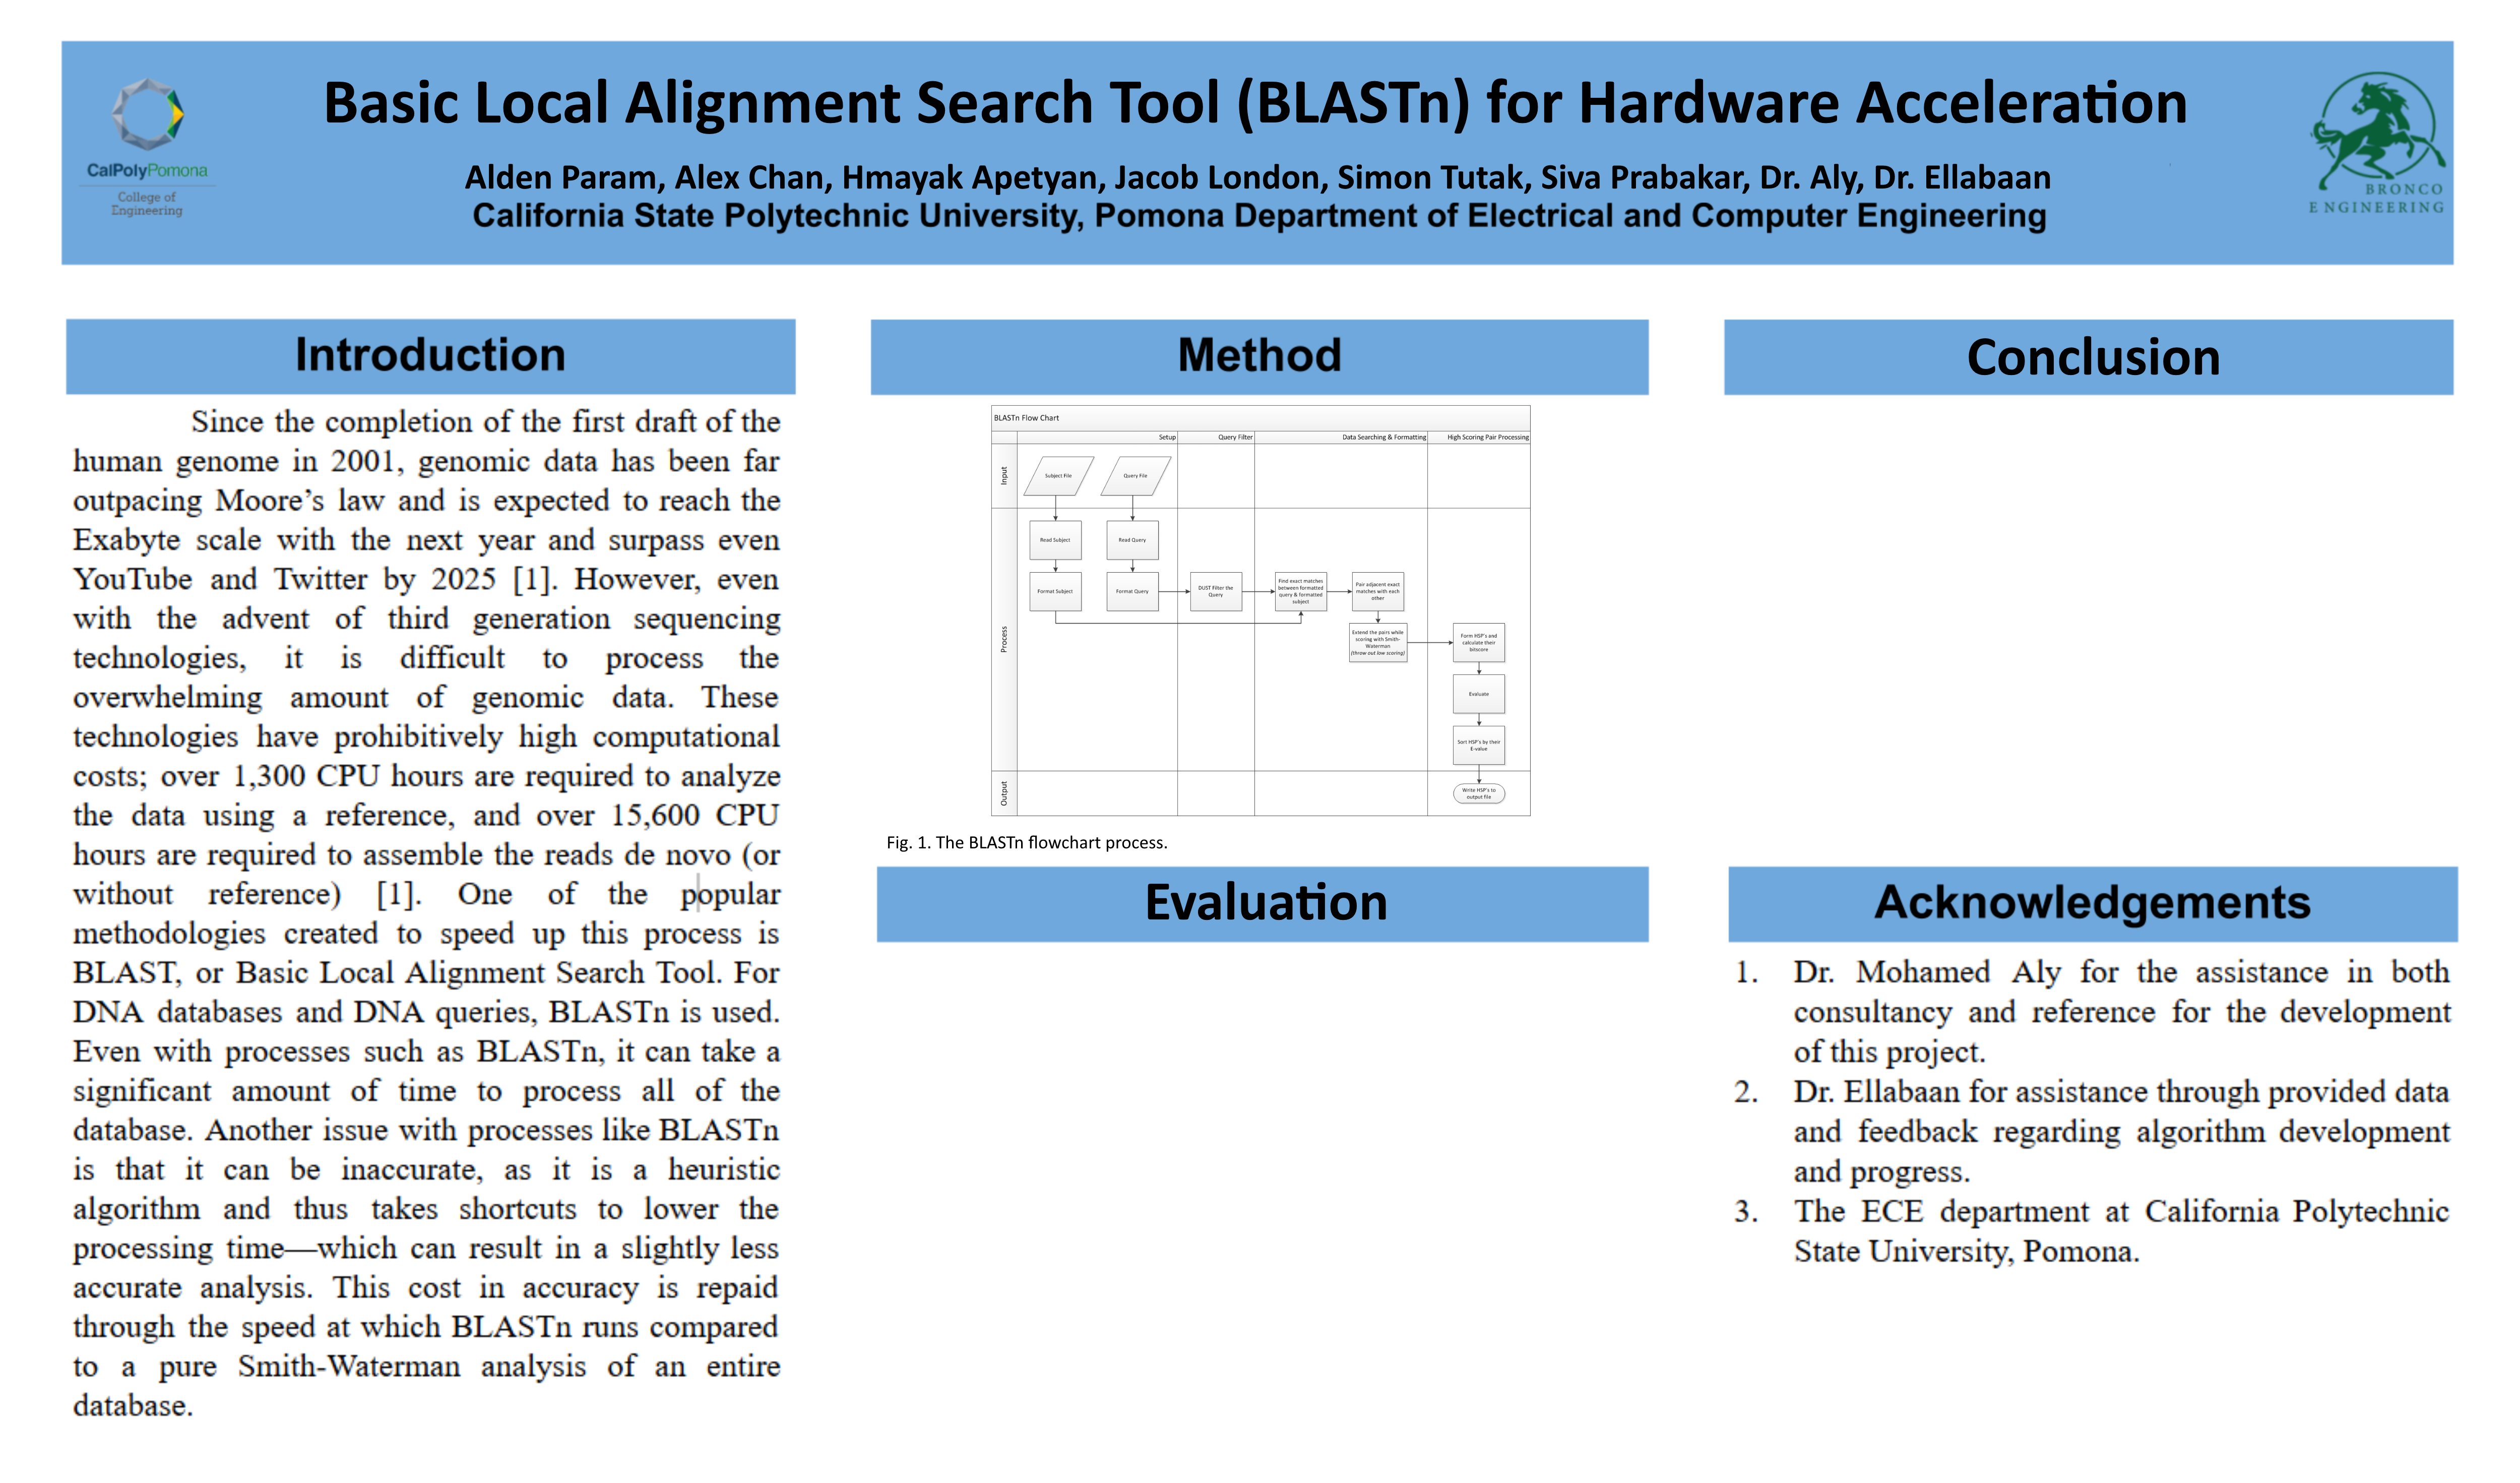 Basic Local Alignment Search Tool (BLASTn) for Hardware Acceleration
Alden Param, Alex Chan, Hmayak Apetyan, Jacob London, Simon Tutak, Siva Prabakar, Dr. Aly, Dr. Ellabaan
California State Polytechnic University, Pomona Department of Electrical and Computer Engineering
CalPolyPomona
College of
Engineering
BRONCO
ENGINEERING
Introduction
Since the completion of the first draft of the
human genome in 2001, genomic data has been far
outpacing Moore's law and is expected to reach the
Exabyte scale with the next year and surpass even
YouTube and Twitter by 2025 [1]. However, even
with the advent of third generation sequencing
technologies, it is difficult to process the
overwhelming amount of genomic data. These
technologies have prohibitively high computational
costs; over 1,300 CPU hours are required to analyze
the data using a reference, and over 15,600 CPU
hours are required to assemble the reads de novo (or
without reference) [1]. One of the popular
methodologies created to speed up this process is
BLAST, or Basic Local Alignment Search Tool. For
DNA databases and DNA queries, BLASTn is used.
Even with processes such as BLASTn, it can take a
significant amount of time to process all of the
database. Another issue with processes like BLASTn
is that it can be inaccurate, as it is a heuristic
algorithm and thus takes shortcuts to lower the
processing time—which can result in a slightly less
accurate analysis. This cost in accuracy is repaid
through the speed at which BLASTn runs compared
to a pure Smith-Waterman analysis of an entire
database.
Method
BLASTn Flow Chart
Setup
Query Filter
Data Searching & Formatting
High Scoring Pair Processing
Input
Subject File
Query File
Process
Read Subject
Read Query
Format Subject
Format Query
DUST Filter the
Query
Find exact matches
between formatted
query & formatted
subject
Pair adjacent exact
matches with each
other
Extend the pairs while
scoring with Smith-
Waterman
(throw out low scoring)
Form HSP's and
calculate their
bitscore
Evaluate
Sort HSP's by their
E-value
Output
Write HSP's to
output file
Fig. 1. The BLASTn flowchart process.
Evaluation
Conclusion
Acknowledgements
1. Dr. Mohamed Aly for the assistance in both
consultancy and reference for the development
of this project.
2. Dr. Ellabaan for assistance through provided data
and feedback regarding algorithm development
and progress.
3. The ECE department at California Polytechnic
State University, Pomona.